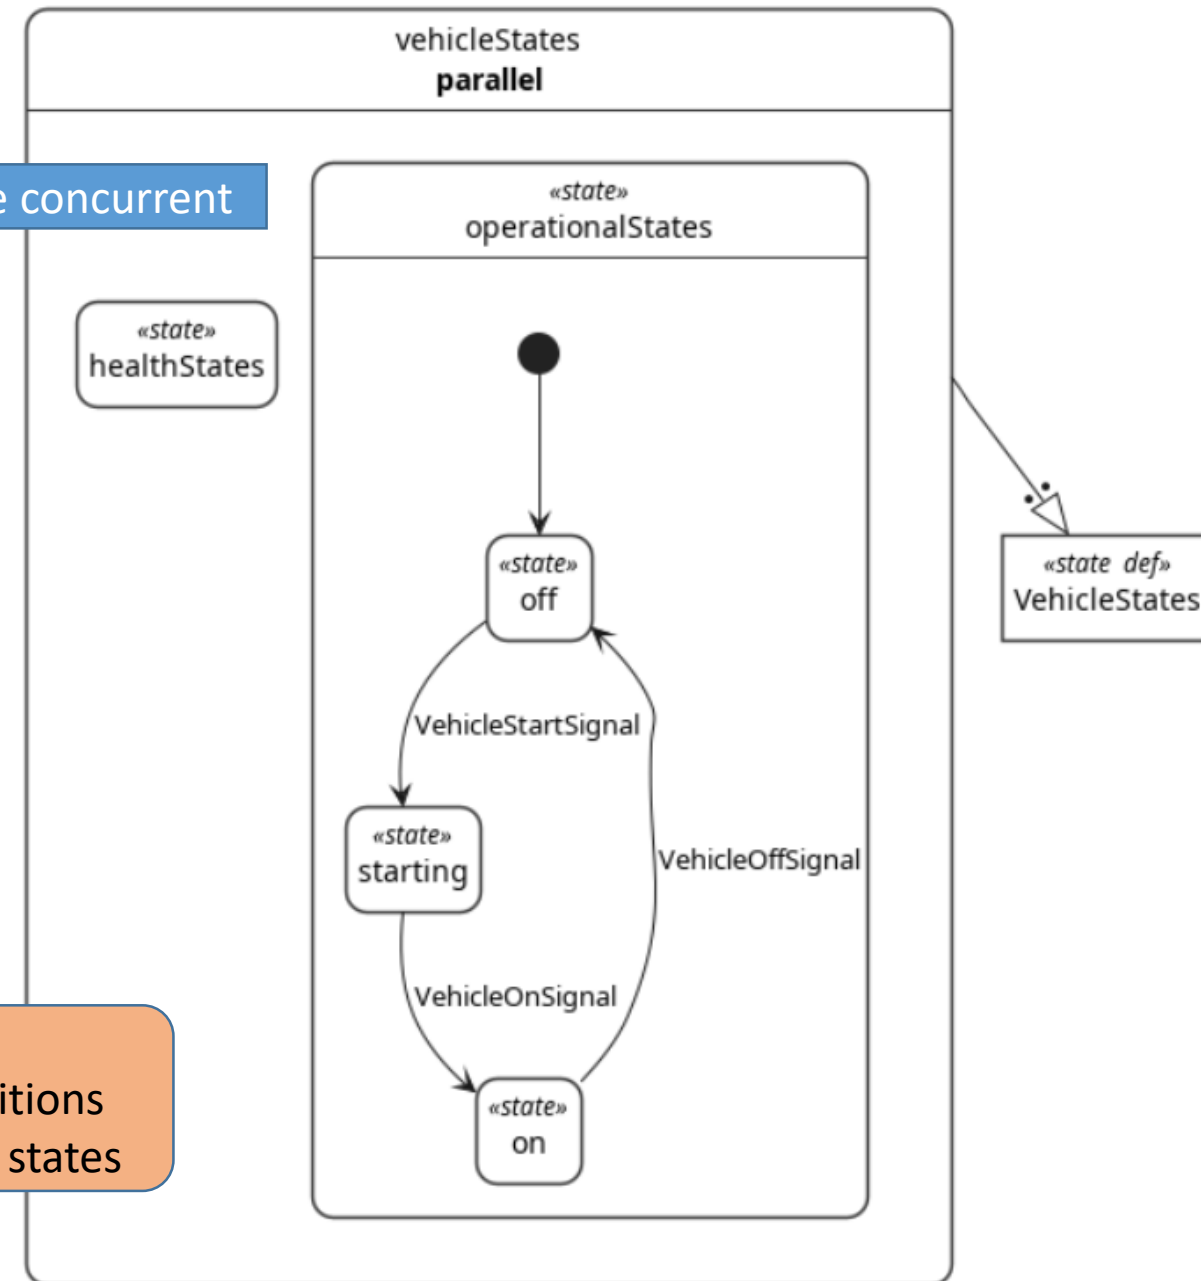 vehicleStates
parallel
e concurrent
«state»
operationalStates
«state»
healthStates
«state»
off
«state def»
VehicleStates
VehicleStartSignal
«state»
starting
VehicleOffSignal
VehicleOnSignal
itions
states
«state»
on